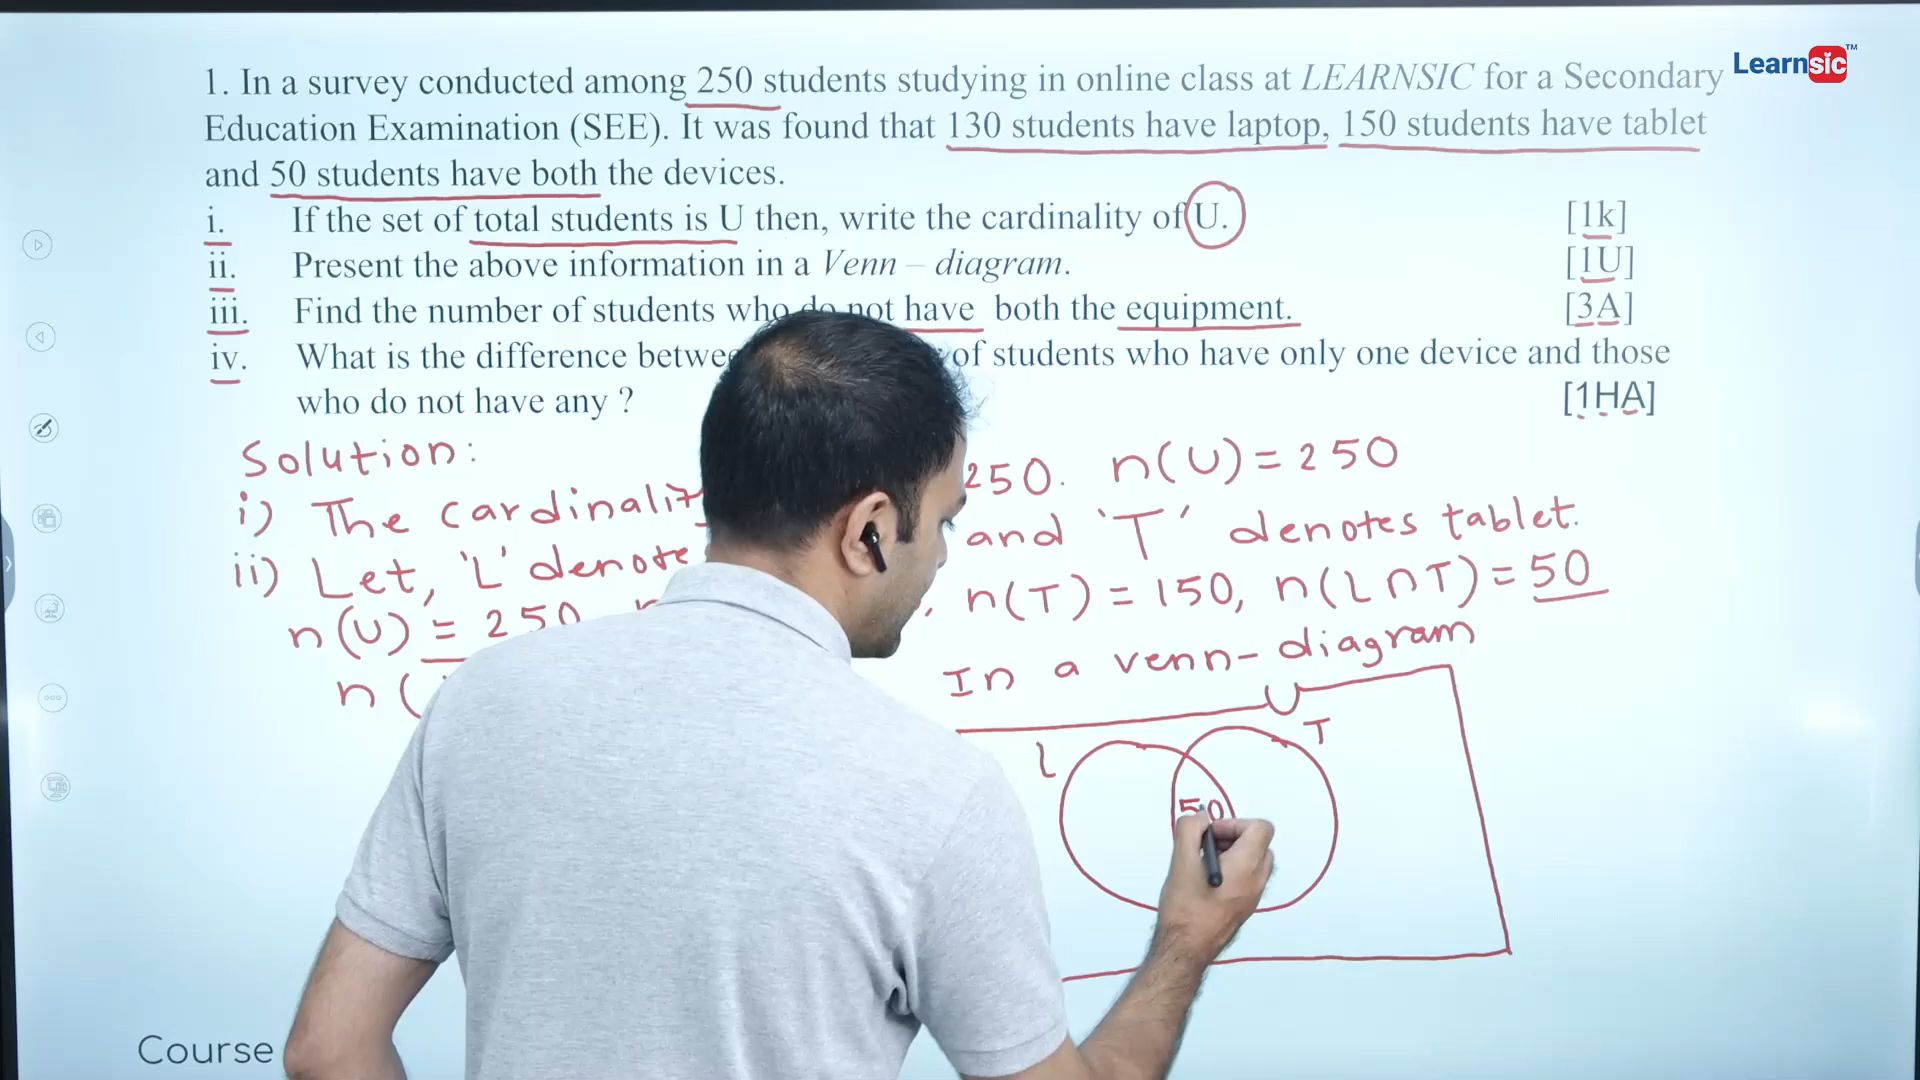 Learnsic™
1. In a survey conducted among 250 students studying in online class at LEARNSIC for a Secondary
Education Examination (SEE). It was found that 130 students have laptop, 150 students have tablet
and 50 students have both the devices.
i. If the set of total students is U then, write the cardinality of U. [1k]
ii. Present the above information in a Venn – diagram. [1U]
iii. Find the number of students who do not have both the equipment. [3A]
iv. What is the difference of students who have only one device and those
who do not have any ? [1HA]
Solution:
i) The cardinality 250. n(U) = 250
ii) Let, 'L' denote and 'T' denotes tablet.
n(U) = 250 n(T) = 150, n(L∩T) = 50
n( In a venn-diagram
U
L T
50
Course